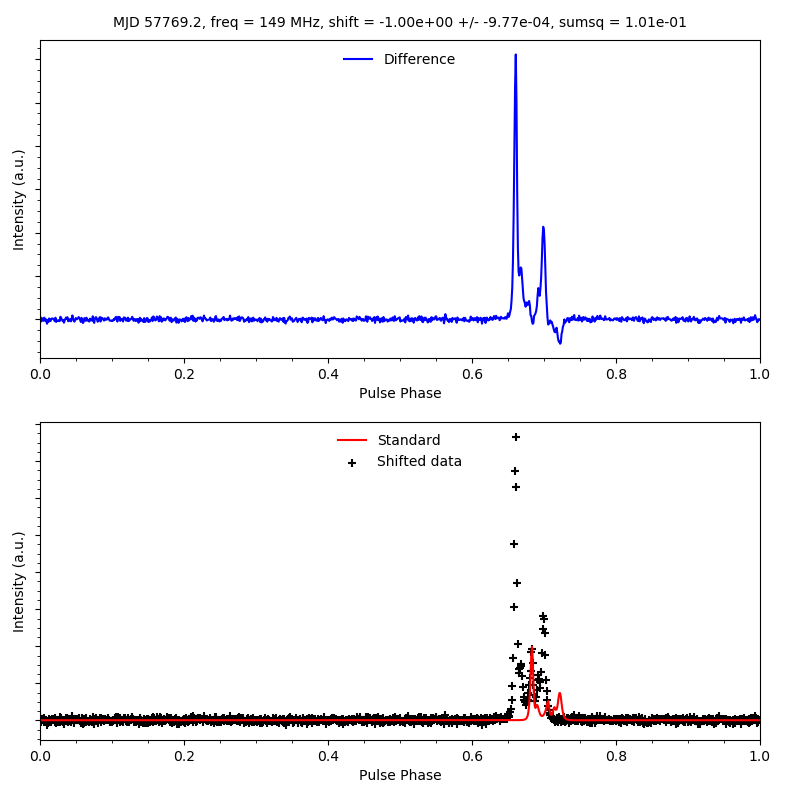 MJD 57769.2, freq = 149 MHz, shift = -1.00e+00 +/- -9.77e-04, sumsq = 1.01e-01
Difference
Intensity (a.u.)
0.0 0.2 0.4 0.6 0.8 1.0
Pulse Phase
Standard
Shifted data
Intensity (a.u.)
0.0 0.2 0.4 0.6 0.8 1.0
Pulse Phase